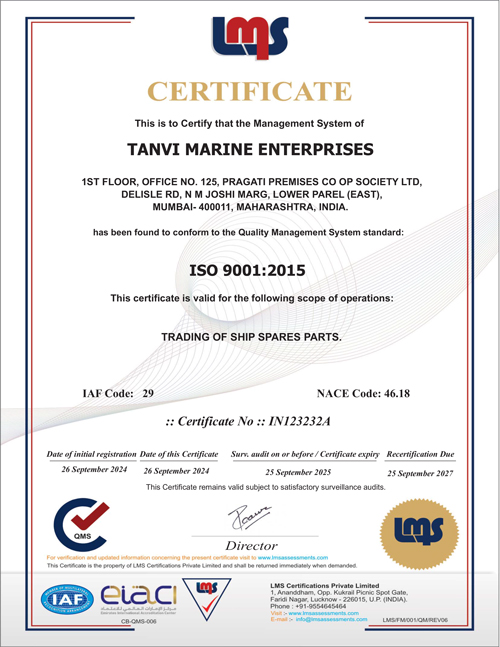 LMS
CERTIFICATE
This is to Certify that the Management System of
TANVI MARINE ENTERPRISES
1ST FLOOR, OFFICE NO. 125, PRAGATI PREMISES CO OP SOCIETY LTD,
DELISLE RD, N M JOSHI MARG, LOWER PAREL (EAST),
MUMBAI- 400011, MAHARASHTRA, INDIA.
has been found to conform to the Quality Management System standard:
ISO 9001:2015
This certificate is valid for the following scope of operations:
TRADING OF SHIP SPARES PARTS.
IAF Code: 29 NACE Code: 46.18
:: Certificate No :: IN123232A
Date of initial registration Date of this Certificate Surv. audit on or before / Certificate expiry Recertification Due
26 September 2024 26 September 2024 25 September 2025 25 September 2027
This Certificate remains valid subject to satisfactory surveillance audits.
QMS
LMS
Director
For verification and updated information concerning the present certificate visit to www.lmsassessments.com
This Certificate is the property of LMS Certifications Private Limited and shall be returned immediately when demanded.
IAF
eiaci
CB-QMS-006
LMS
LMS Certifications Private Limited
1, Ananddham, Opp. Kukrail Picnic Spot Gate,
Faridi Nagar, Lucknow - 226015, U.P. (INDIA).
Phone : +91-9554645464
Visit :- www.lmsassessments.com
E-mail :- info@lmsassessments.com
LMS/FM/001/QM/REV06